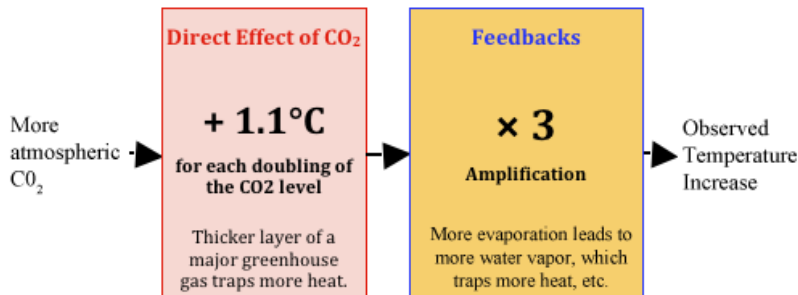 More
atmospheric
C0₂
Direct Effect of CO₂
+ 1.1°C
for each doubling of
the CO2 level
Thicker layer of a
major greenhouse
gas traps more heat.
Feedbacks
× 3
Amplification
More evaporation leads to
more water vapor, which
traps more heat, etc.
Observed
Temperature
Increase